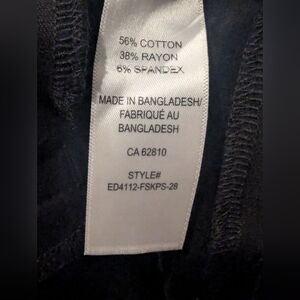 56% COTTON
38% RAYON
6% SPANDEX
MADE IN BANGLADESH/
FABRIQUÉ AU
BANGLADESH
CA 62810
STYLE#
ED4112-FSKPS-28